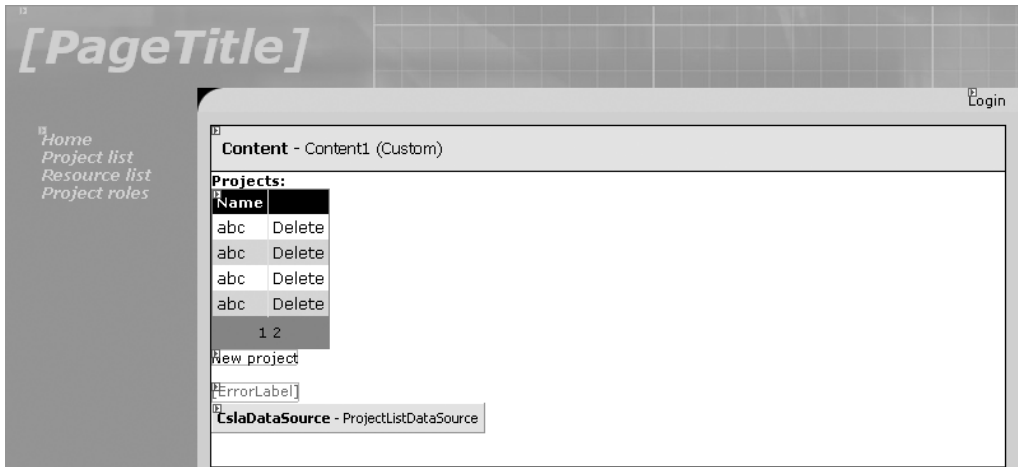 [PageTitle]
Login
Home
Project list
Resource list
Project roles
Content - Content1 (Custom)
Projects:
Name
abc Delete
abc Delete
abc Delete
abc Delete
1 2
New project
[ErrorLabel]
CslaDataSource - ProjectListDataSource